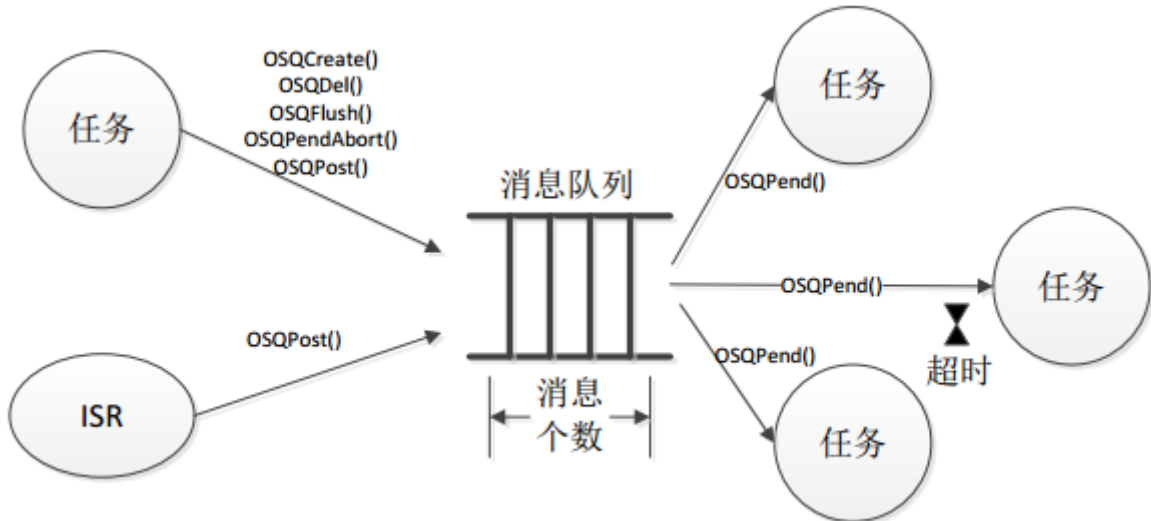 任务
OSQCreate()
OSQDel()
OSQFlush()
OSQPendAbort()
OSQPost()
任务
OSQPend()
消息队列
OSQPend()
任务
OSQPost()
OSQPend()
超时
ISR
消息
个数
任务